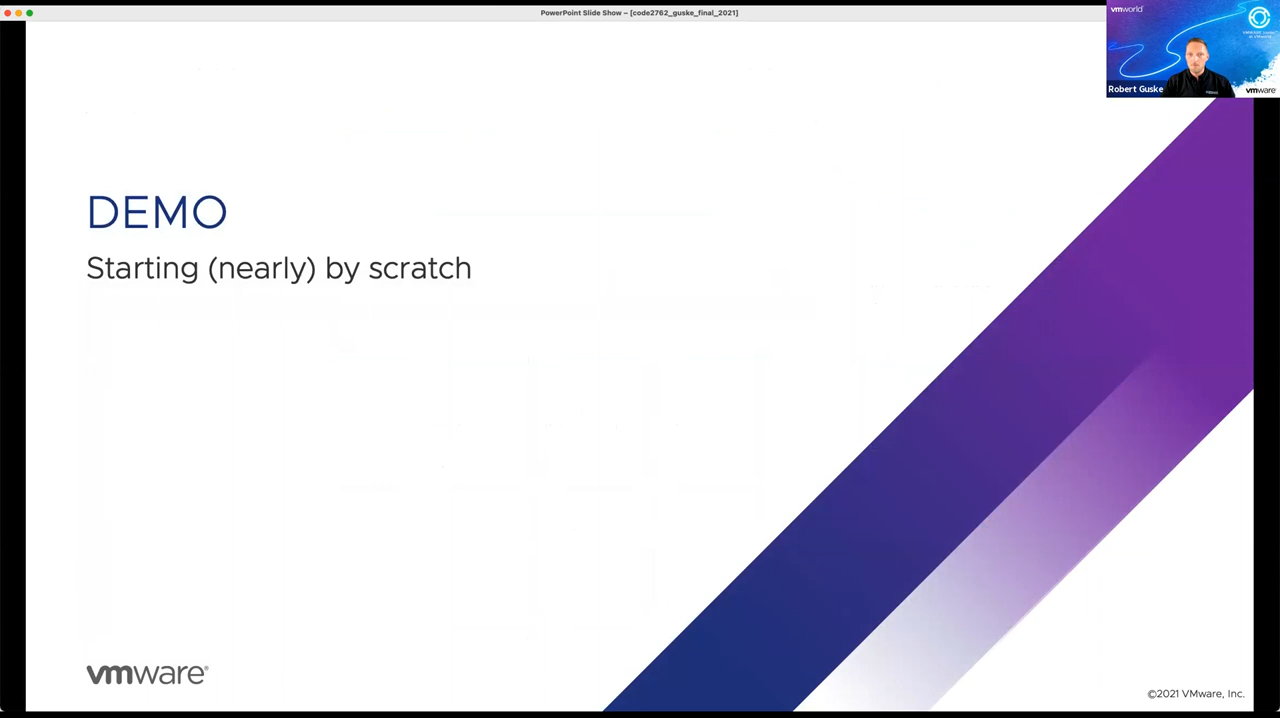 PowerPoint Slide Show – [code2762_guske_final_2021]
vmworld
Robert Guske
vmware
DEMO
Starting (nearly) by scratch
vmware®
©2021 VMware, Inc.